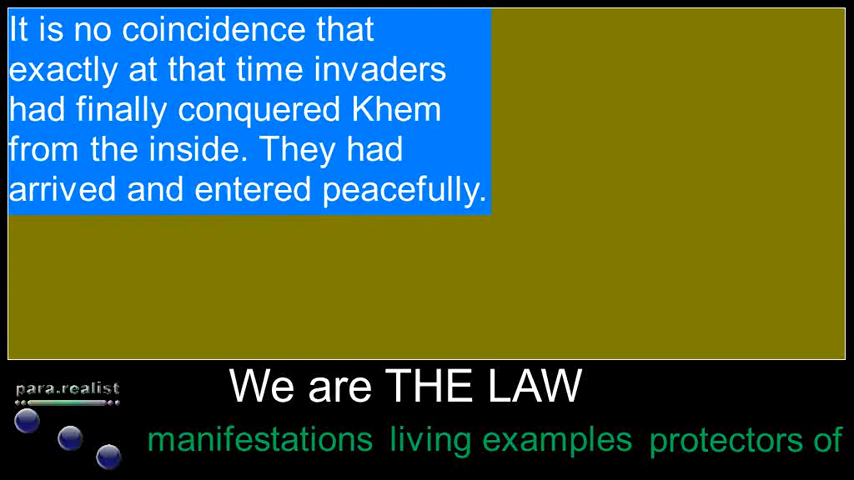 It is no coincidence that
exactly at that time invaders
had finally conquered Khem
from the inside. They had
arrived and entered peacefully.
We are THE LAW
para.realist
manifestations living examples protectors of